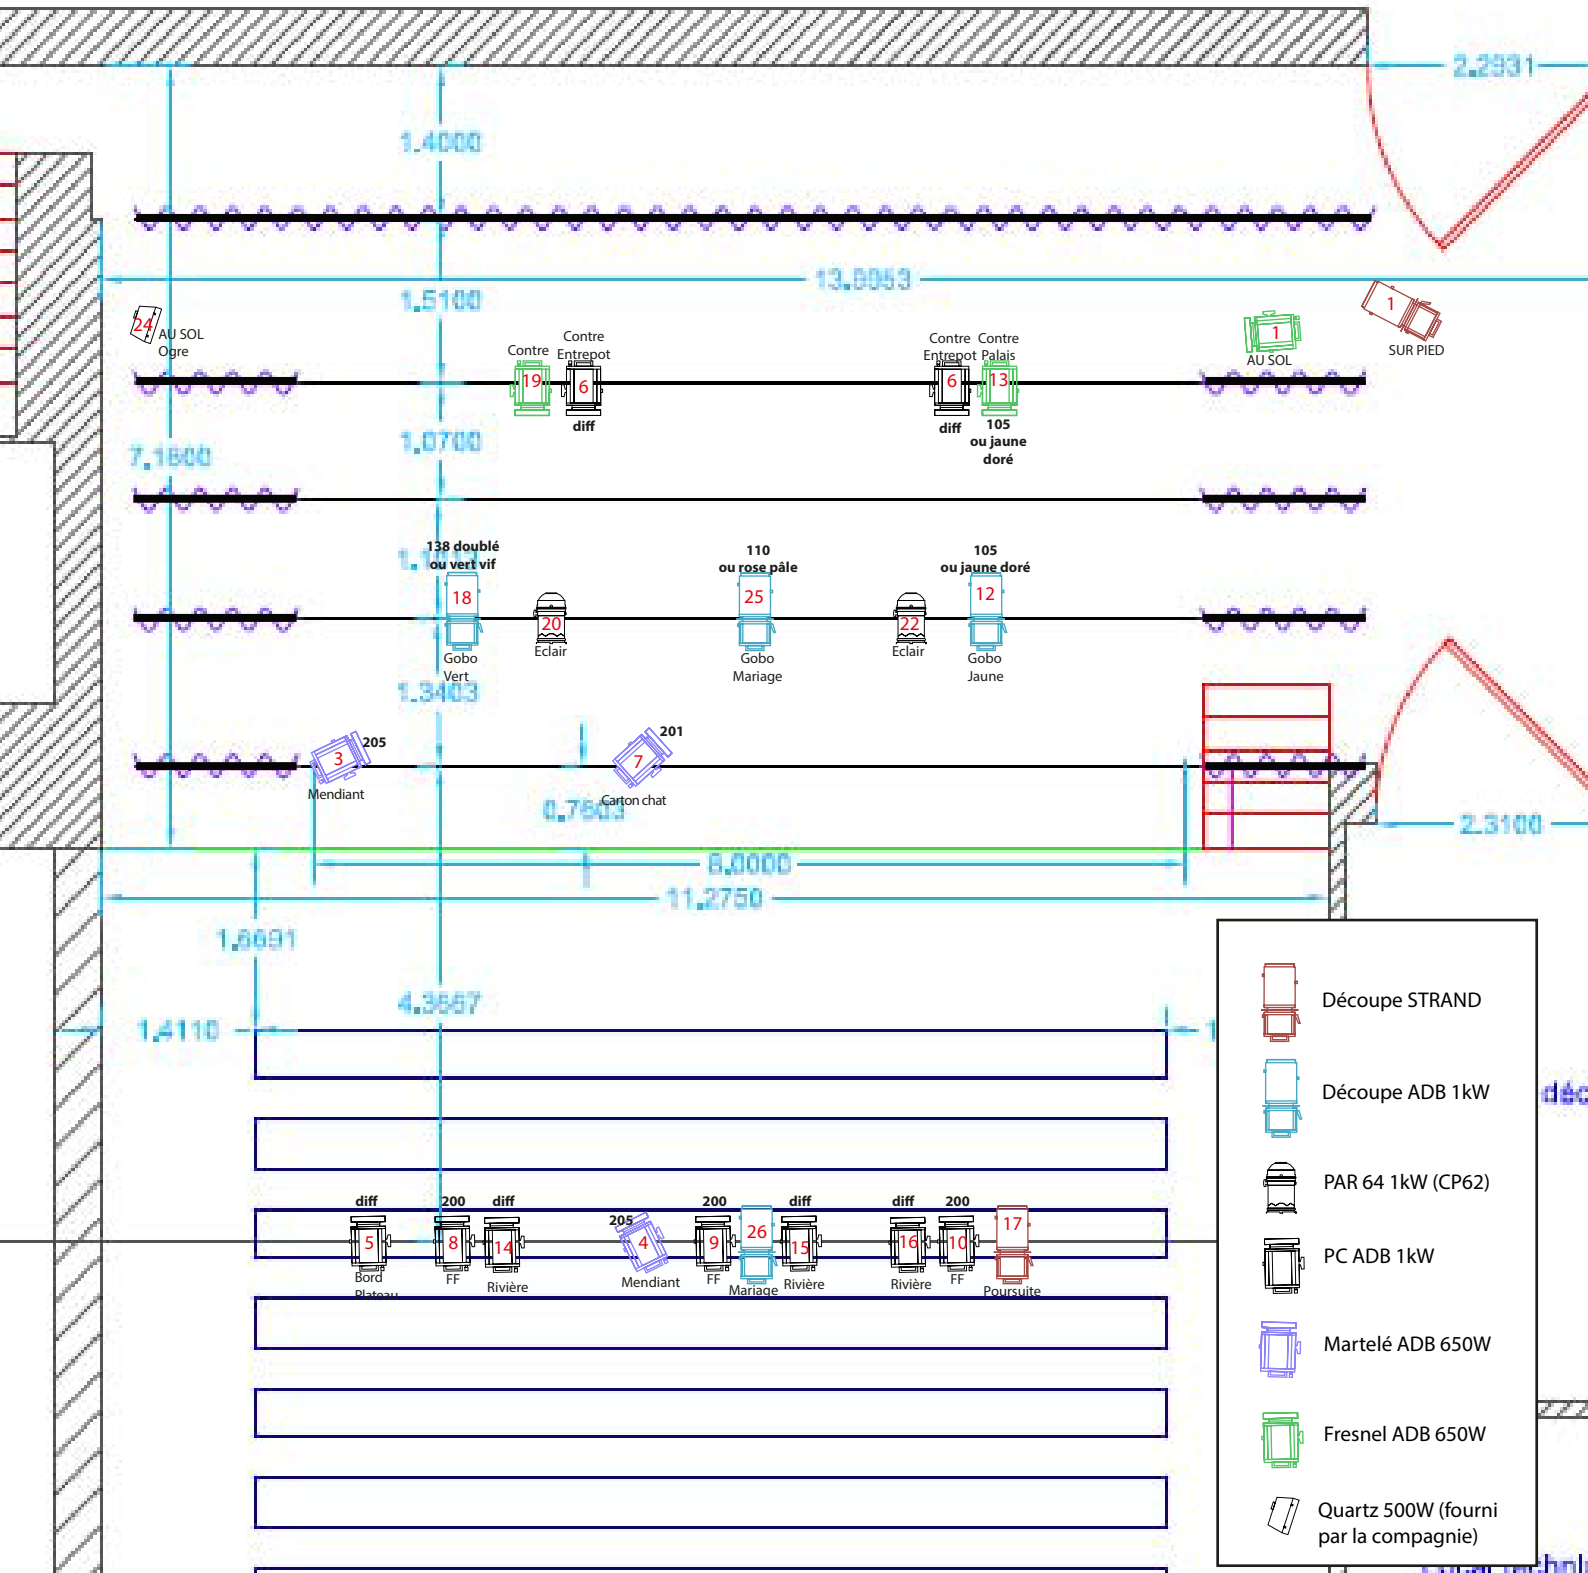 2.2931
1.4000
1.5100
24
AU SOL
Ogre
Contre
Contre
Entrepot
19
6
diff
Contre
Entrepot
Contre
Palais
6
13
diff
105
ou jaune
doré
1
AU SOL
1
SUR PIED
7.1600
1.0700
138 doublé
ou vert vif
110
ou rose pâle
105
ou jaune doré
18
20
25
22
12
Gobo
Vert
Eclair
Gobo
Mariage
Eclair
Gobo
Jaune
1.3403
3
205
Mendiant
7
201
Carton chat
0.7603
8.0000
2.3100
11.2750
1.6691
4.3667
1.4110
1
diff
200
diff
205
200
diff
diff
200
5
8
14
4
9
26
15
16
10
17
Bord
Plateau
FF
Rivière
Mendiant
FF
Mariage
Rivière
Rivière
FF
Poursuite
Découpe STRAND
Découpe ADB 1kW
déc
PAR 64 1kW (CP62)
PC ADB 1kW
Martelé ADB 650W
Fresnel ADB 650W
Quartz 500W (fourni
par la compagnie)